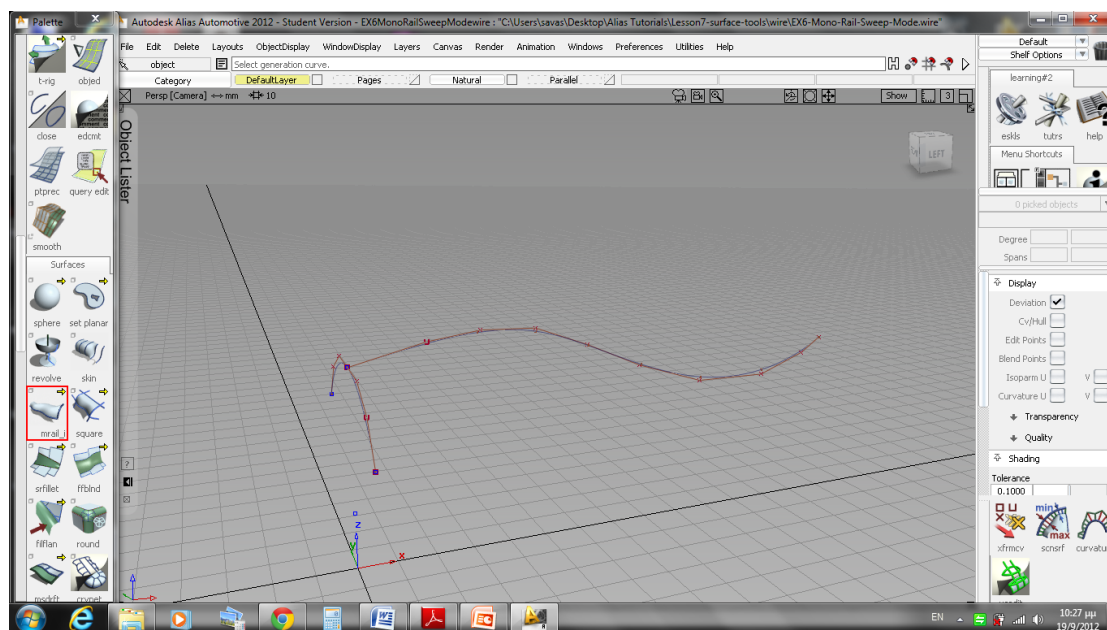 Palette X
Autodesk Alias Automotive 2012 - Student Version - EX6MonoRailSweepModewire : "C:\Users\savas\Desktop\Alias Tutorials\Lesson7-surface-tools\wire\EX6-Mono-Rail-Sweep-Mode.wire"
File Edit Delete Layouts ObjectDisplay WindowDisplay Layers Canvas Render Animation Windows Preferences Utilities Help
object Select generation curve.
Category DefaultLayer Pages Natural Parallel
Persp [Camera] mm 10 Show 3
Object Lister
LEFT
t-rig objed
close edcmt
ptprec query edit
smooth
Surfaces
sphere set planar
revolve skin
mrail_i square
srfillet ffblnd
filflan round
msdrft crvnet
Z
Y
X
Default
Shelf Options
learning#2
eskls tutrs help
Menu Shortcuts
0 picked objects
Degree
Spans
Display
Deviation
Cv/Hull
Edit Points
Blend Points
Isoparm U V
Curvature U V
Transparency
Quality
Shading
Tolerance
0.1000
min
max
xfrmcv scnsrf curvatu
EN
10:27 μμ
19/9/2012